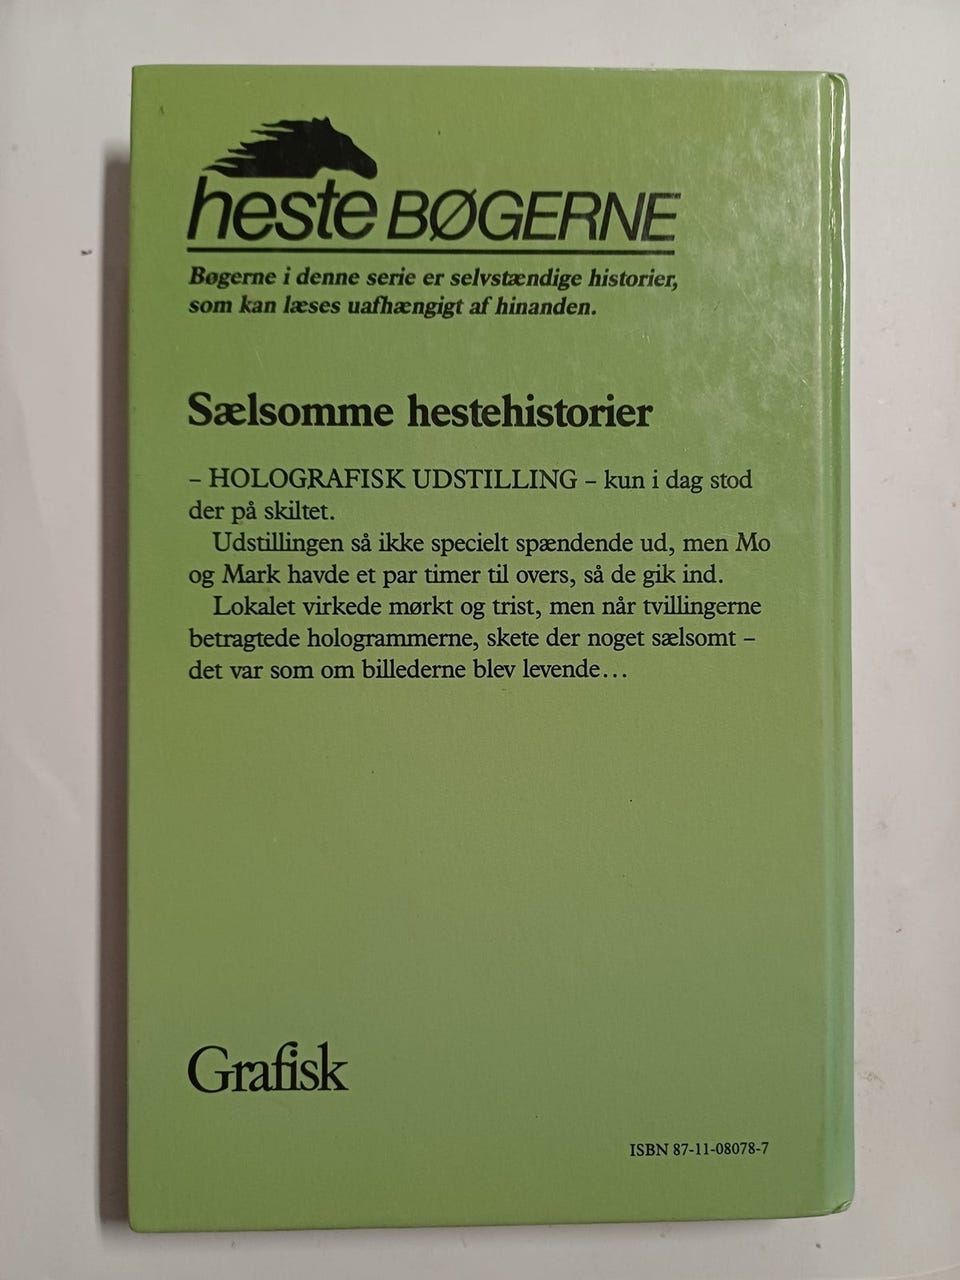 heste BØGERNE
Bøgerne i denne serie er selvstændige historier,
som kan læses uafhængigt af hinanden.
Sælsomme hestehistorier
– HOLOGRAFISK UDSTILLING – kun i dag stod
der på skiltet.
Udstillingen så ikke specielt spændende ud, men Mo
og Mark havde et par timer til overs, så de gik ind.
Lokalet virkede mørkt og trist, men når tvillingerne
betragtede hologrammerne, skete der noget sælsomt –
det var som om billederne blev levende...
Grafisk
ISBN 87-11-08078-7